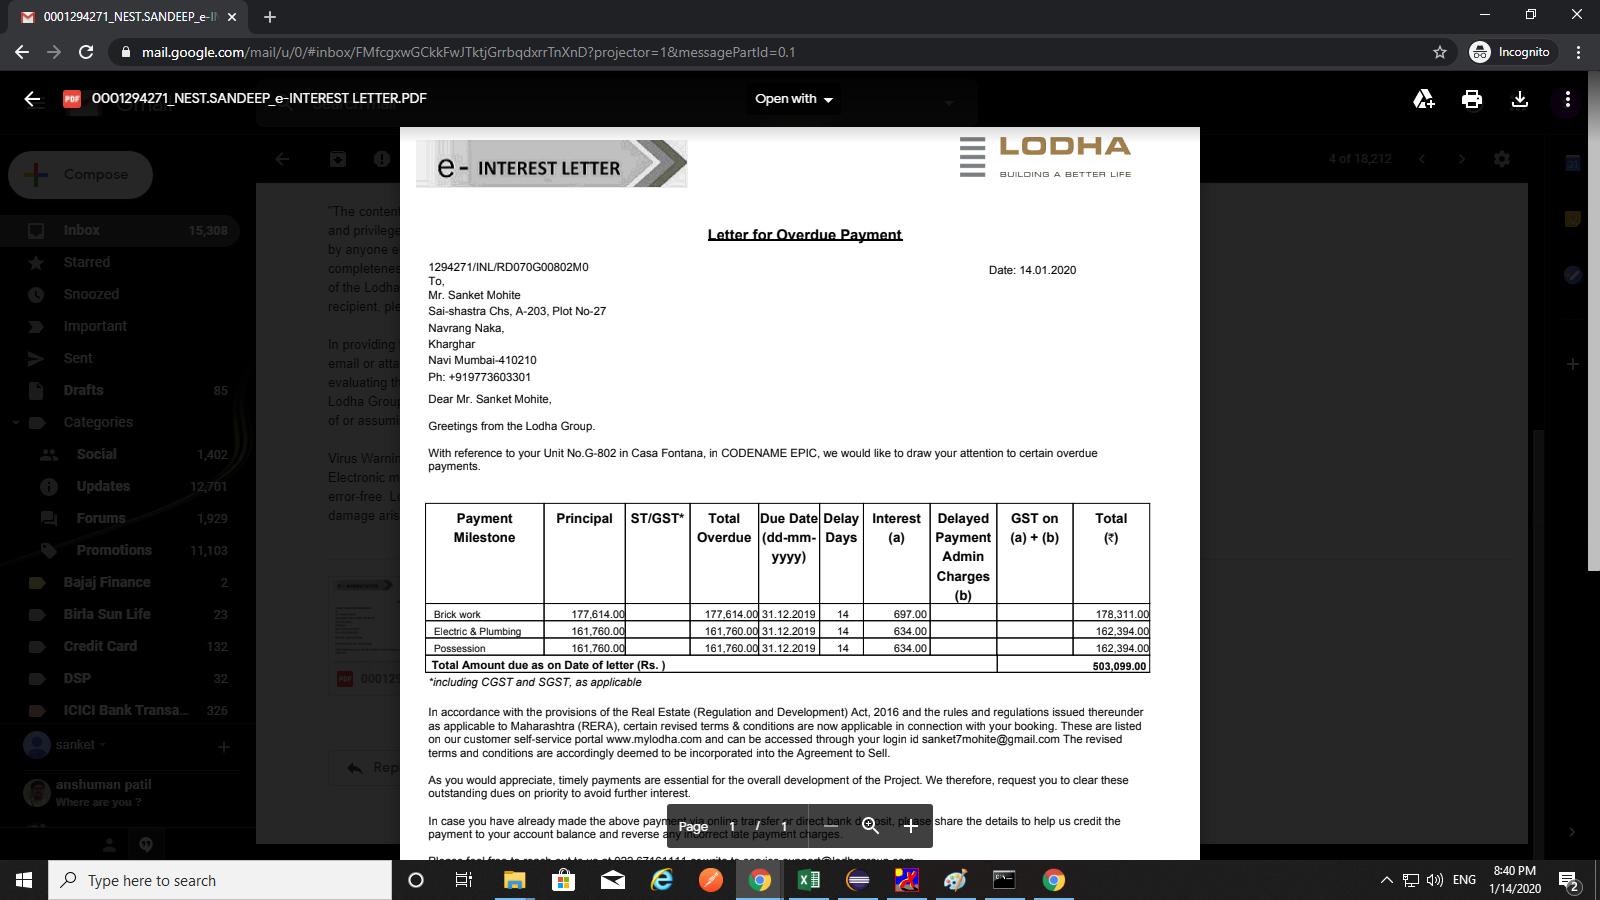 0001294271_NEST.SANDEEP_e-IN
mail.google.com/mail/u/0/#inbox/FMfcgxwGCkkFwJTktjGrrbqdxrrTnXnD?projector=1&messagePartId=0.1
Incognito
PDF 0001294271_NEST.SANDEEP_e-INTEREST LETTER.PDF
Open with
Compose
4 of 18,212
Inbox 15,308
Starred
Snoozed
Important
Sent
Drafts 85
Categories
Social 1,402
Updates 12,701
Forums 1,929
Promotions 11,103
Bajaj Finance 2
Birla Sun Life 23
Credit Card 132
DSP 32
ICICI Bank Transa... 326
sanket
anshuman patil
Where are you ?
"The content
and privilege
by anyone e
completenes
of the Lodha
recipient, ple
In providing
email or atta
evaluating th
Lodha Group
of or assumi
Virus Warnin
Electronic m
error-free. Lo
damage aris
PDF 00012
Rep
e- INTEREST LETTER
LODHA
BUILDING A BETTER LIFE
Letter for Overdue Payment
1294271/INL/RD070G00802M0
Date: 14.01.2020
To,
Mr. Sanket Mohite
Sai-shastra Chs, A-203, Plot No-27
Navrang Naka,
Kharghar
Navi Mumbai-410210
Ph: +919773603301
Dear Mr. Sanket Mohite,
Greetings from the Lodha Group.
With reference to your Unit No.G-802 in Casa Fontana, in CODENAME EPIC, we would like to draw your attention to certain overdue
payments.
Payment Milestone Principal ST/GST* Total Overdue Due Date (dd-mm-yyyy) Delay Days Interest (a) Delayed Payment Admin Charges (b) GST on (a) + (b) Total (₹)
Brick work 177,614.00 177,614.00 31.12.2019 14 697.00 178,311.00
Electric & Plumbing 161,760.00 161,760.00 31.12.2019 14 634.00 162,394.00
Possession 161,760.00 161,760.00 31.12.2019 14 634.00 162,394.00
Total Amount due as on Date of letter (Rs. ) 503,099.00
*including CGST and SGST, as applicable
In accordance with the provisions of the Real Estate (Regulation and Development) Act, 2016 and the rules and regulations issued thereunder
as applicable to Maharashtra (RERA), certain revised terms & conditions are now applicable in connection with your booking. These are listed
on our customer self-service portal www.mylodha.com and can be accessed through your login id sanket7mohite@gmail.com The revised
terms and conditions are accordingly deemed to be incorporated into the Agreement to Sell.
As you would appreciate, timely payments are essential for the overall development of the Project. We therefore, request you to clear these
outstanding dues on priority to avoid further interest.
In case you have already made the above payment via online transfer or direct bank deposit, please share the details to help us credit the
payment to your account balance and reverse any incorrect late payment charges.
Page 1 / 1
Type here to search
ENG
8:40 PM
1/14/2020
2